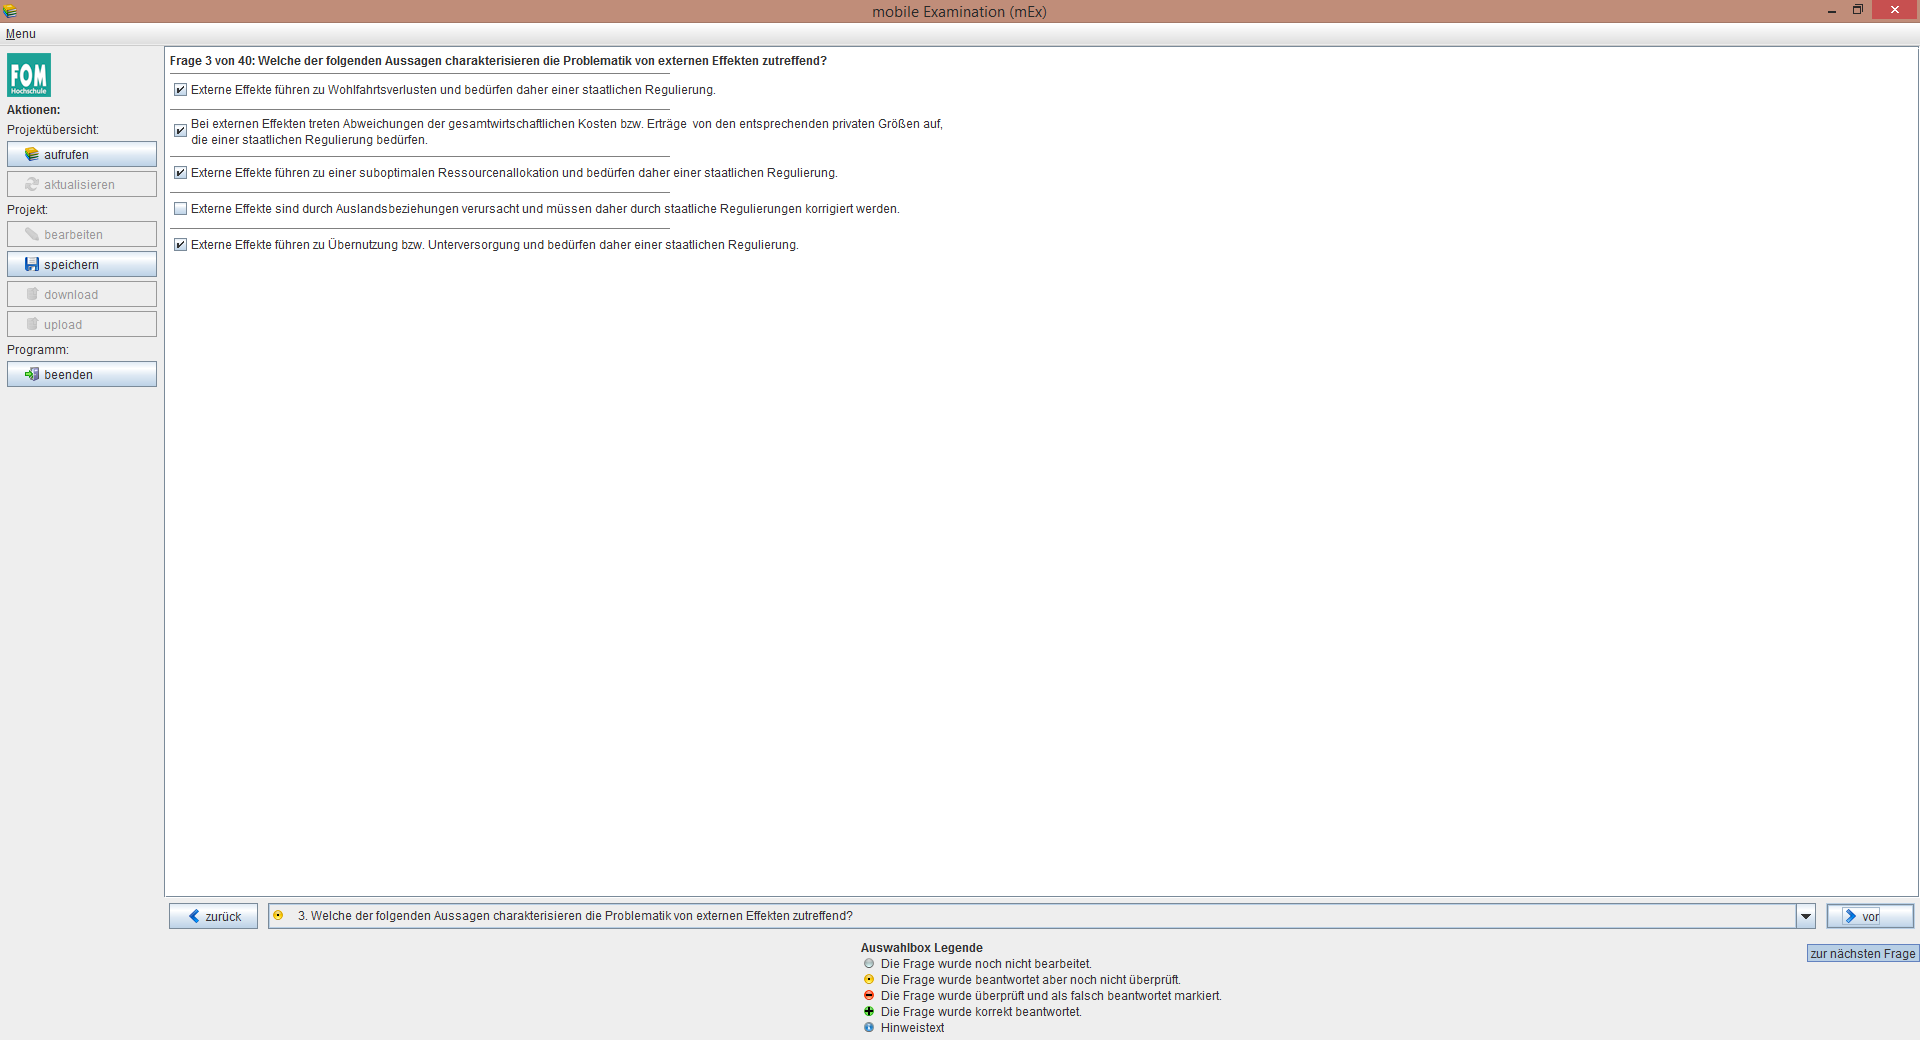 mobile Examination (mEx)
Menu
FOM
Hochschule
Aktionen:
Projektübersicht:
aufrufen
aktualisieren
Projekt:
bearbeiten
speichern
download
upload
Programm:
beenden
Frage 3 von 40: Welche der folgenden Aussagen charakterisieren die Problematik von externen Effekten zutreffend?
Externe Effekte führen zu Wohlfahrtsverlusten und bedürfen daher einer staatlichen Regulierung.
Bei externen Effekten treten Abweichungen der gesamtwirtschaftlichen Kosten bzw. Erträge von den entsprechenden privaten Größen auf,
die einer staatlichen Regulierung bedürfen.
Externe Effekte führen zu einer suboptimalen Ressourcenallokation und bedürfen daher einer staatlichen Regulierung.
Externe Effekte sind durch Auslandsbeziehungen verursacht und müssen daher durch staatliche Regulierungen korrigiert werden.
Externe Effekte führen zu Übernutzung bzw. Unterversorgung und bedürfen daher einer staatlichen Regulierung.
zurück
3. Welche der folgenden Aussagen charakterisieren die Problematik von externen Effekten zutreffend?
vor
zur nächsten Frage
Auswahlbox Legende
Die Frage wurde noch nicht bearbeitet.
Die Frage wurde beantwortet aber noch nicht überprüft.
Die Frage wurde überprüft und als falsch beantwortet markiert.
Die Frage wurde korrekt beantwortet.
Hinweistext